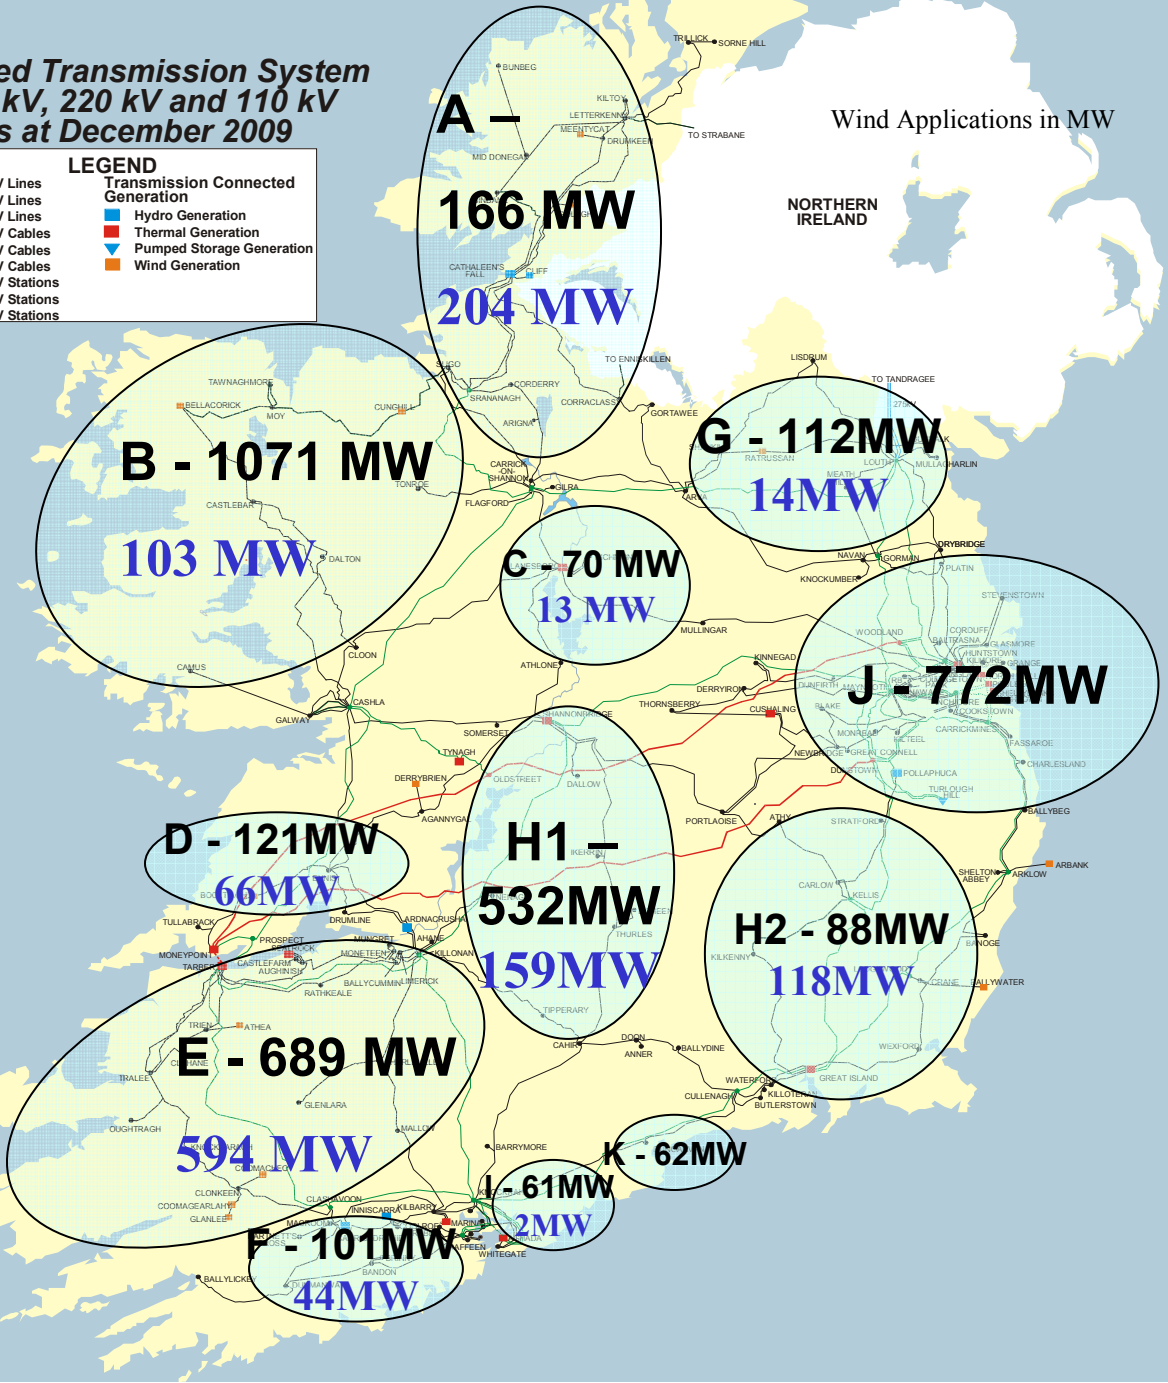 ed Transmission System
kV, 220 kV and 110 kV
s at December 2009
LEGEND
V Lines
V Lines
V Lines
V Cables
V Cables
V Cables
V Stations
V Stations
V Stations
Transmission Connected
Generation
Hydro Generation
Thermal Generation
Pumped Storage Generation
Wind Generation
Wind Applications in MW
NORTHERN
IRELAND
TRILLICK
SORNE HILL
BUNBEG
KILTOY
LETTERKENNY
MEENTYCAT
DRUMKEEN
TO STRABANE
A –
MID DONEGAL
166 MW
CATHALEEN'S
FALL
CLIFF
204 MW
TO ENNISKILLEN
LISDRUM
TO TANDRAGEE
SLIGO
SRANANAGH
CORDERRY
CORRACLASS
GORTAWEE
ARIGNA
TAWNAGHMORE
BELLACORICK
MOY
CUNGHILL
B - 1071 MW
TONROE
CASTLEBAR
103 MW
DALTON
CARRICK
-ON-
SHANNON
GILRA
FLAGFORD
ARVA
G - 112MW
RATRUSSAN
LOUTH
MULLAGHARLIN
MEATH
14MW
NAVAN
GORMAN
KNOCKUMBER
DRYBRIDGE
PLATIN
C - 70 MW
13 MW
MULLINGAR
ATHLONE
CLOON
CAMUS
CASHLA
GALWAY
SOMERSET
SHANNONBRIDGE
KINNEGAD
DERRYIRON
THORNSBERRY
CUSHALING
STEVENSTOWN
WOODLAND
CORDUFF
BALTRASNA
GLASMORE
HUNTSTOWN
KILMORE
GRANGE
DUNFIRTH
J - 772MW
BLAKE
COOKSTOWN
CARRICKMINES
MONREAD
KILTEEL
FASSAROE
NEWBRIDGE
GREAT CONNELL
CHARLESLAND
DUNSTOWN
POLLAPHUCA
TURLOUGH
HILL
BALLYBEG
TYNAGH
DERRYBRIEN
OLDSTREET
DALLOW
AGANNYGAL
PORTLAOISE
ATHY
STRATFORD
D - 121MW
ENNIS
66MW
H1 –
IKERRIN
532MW
THURLES
159MW
TIPPERARY
CAHIR
DOON
ANNER
BALLYDINE
CARLOW
KELLIS
SHELTON
ABBEY
ARKLOW
ARBANK
H2 - 88MW
BANOGE
KILKENNY
118MW
CRANE
BALLYWATER
WEXFORD
GREAT ISLAND
WATERFORD
CULLENAGH
KILLOTERAN
BUTLERSTOWN
TULLABRACK
DRUMLINE
ARDNACRUSHA
PROSPECT
MUNGRET
AHANE
MONEYPOINT
MONETEEN
KILLONAN
TARBERT
CASTLEFARM
AUGHINISH
BALLYCUMMIN
LIMERICK
RATHKEALE
TRIEN
ATHEA
E - 689 MW
TRALEE
GLENLARA
OUGHTRAGH
MALLOW
594 MW
CLONKEEN
COOMAGEARLAHY
GLANLEE
CLASHAVOON
BARRYMORE
K - 62MW
I - 61MW
2MW
INNISCARRA
KILBARRY
MARINA
WHITEGATE
F - 101MW
BANDON
44MW
BALLYLICKEY